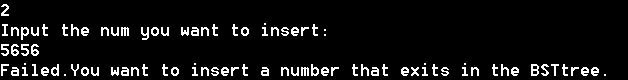 2
Input the num you want to insert:
5656
Failed.You want to insert a number that exits in the BSTtree.